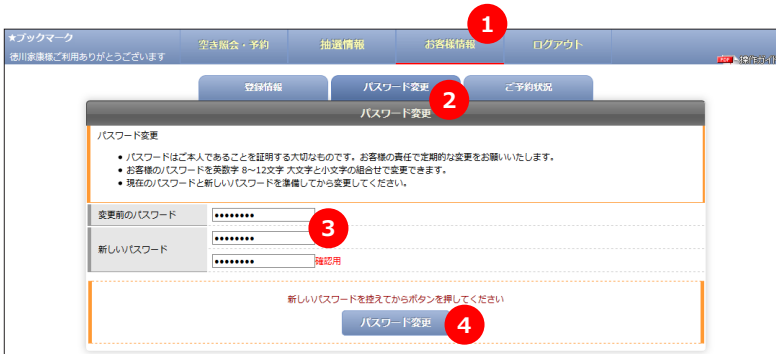 ★ブックマーク
徳川家康様ご利用ありがとうございます
空き照会・予約
抽選情報
お客様情報
ログアウト
1
PDF 操作ガイド
登録情報
パスワード変更
ご予約状況
2
パスワード変更
パスワード変更
• パスワードはご本人であることを証明する大切なものです。お客様の責任で定期的な変更をお願いいたします。
• お客様のパスワードを英数字 8～12文字 大文字と小文字の組合せで変更できます。
• 現在のパスワードと新しいパスワードを準備してから変更してください。
変更前のパスワード
••••••••
3
新しいパスワード
••••••••
••••••••
確認用
新しいパスワードを控えてからボタンを押してください
パスワード変更
4